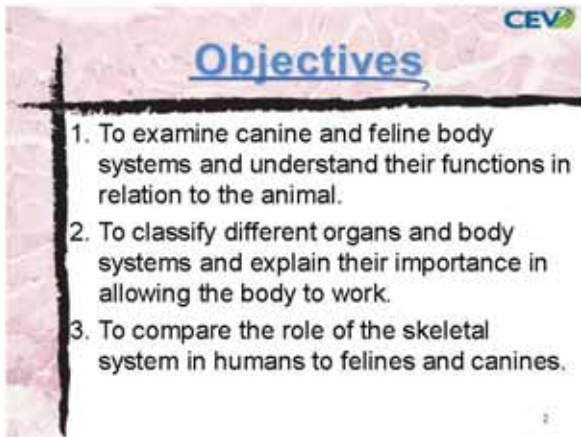 CEV
Objectives
1. To examine canine and feline body
systems and understand their functions in
relation to the animal.
2. To classify different organs and body
systems and explain their importance in
allowing the body to work.
3. To compare the role of the skeletal
system in humans to felines and canines.
2